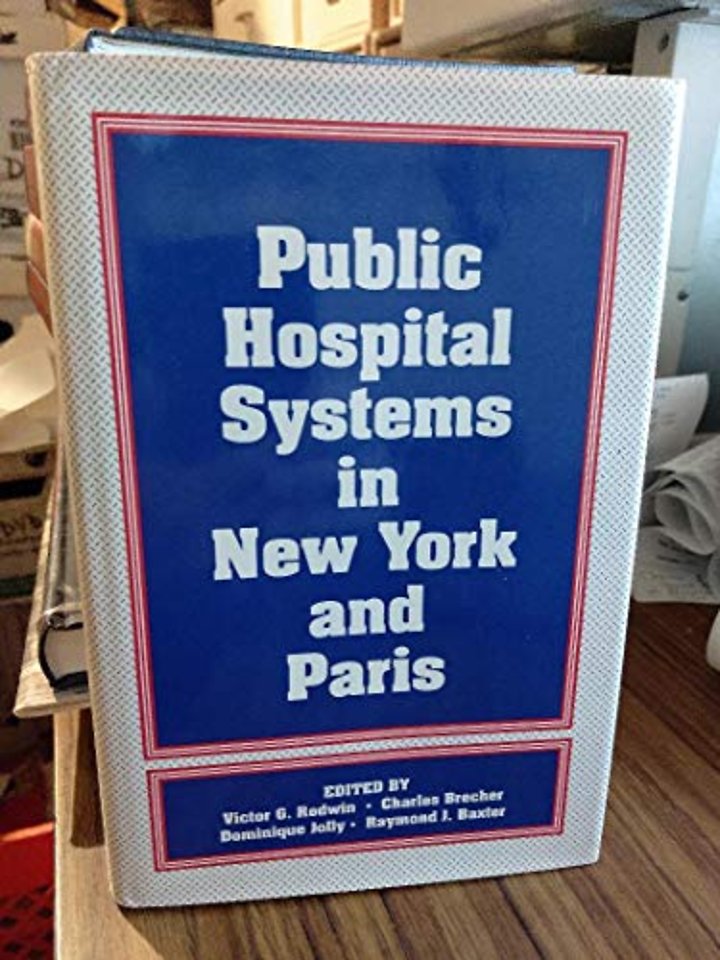 Public
Hospital
Systems
in
New York
and
Paris
EDITED BY
Victor G. Rodwin • Charles Brecher
Dominique Jolly • Raymond J. Baxter